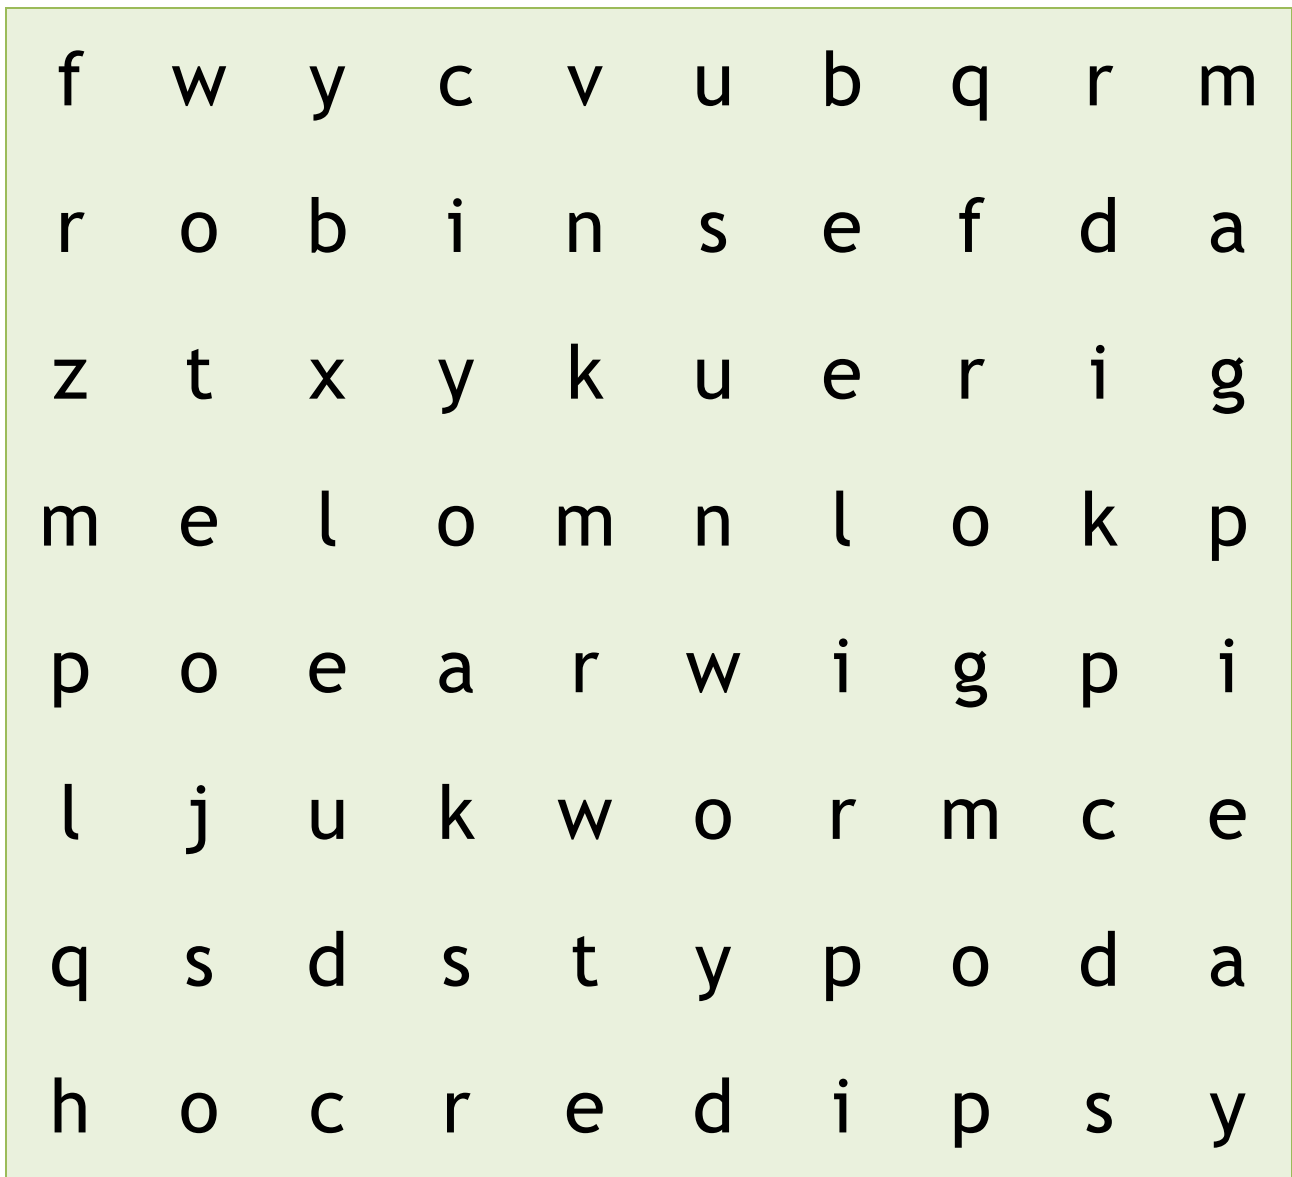 f w y c v u b q r m
r o b i n s e f d a
z t x y k u e r i g
m e l o m n l o k p
p o e a r w i g p i
l j u k w o r m c e
q s d s t y p o d a
h o c r e d i p s y